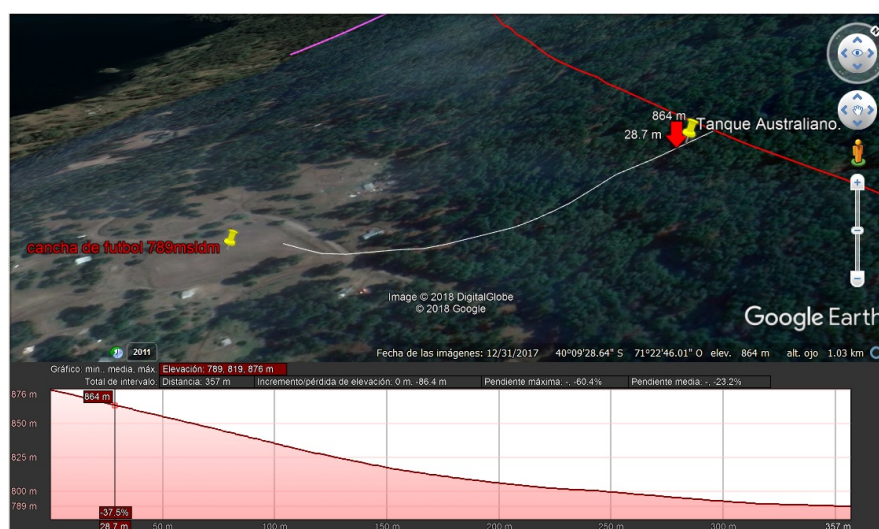 864 m
Tanque Australiano.
28.7 m
cancha de futbol 789msldm
Image © 2018 DigitalGlobe
© 2018 Google
Google Earth
2011
Fecha de las imágenes: 12/31/2017 40°09'28.64" S 71°22'46.01" O elev. 864 m alt. ojo 1.03 km
Gráfico: mín., media, máx. Elevación: 789, 819, 876 m
Total de intervalo: Distancia: 357 m Incremento/pérdida de elevación: 0 m, -86.4 m Pendiente máxima: -, -60.4% Pendiente media: -, -23.2%
876 m
864 m
850 m
825 m
800 m
789 m
-37.5%
28.7 m 50 m 100 m 150 m 200 m 250 m 300 m 357 m